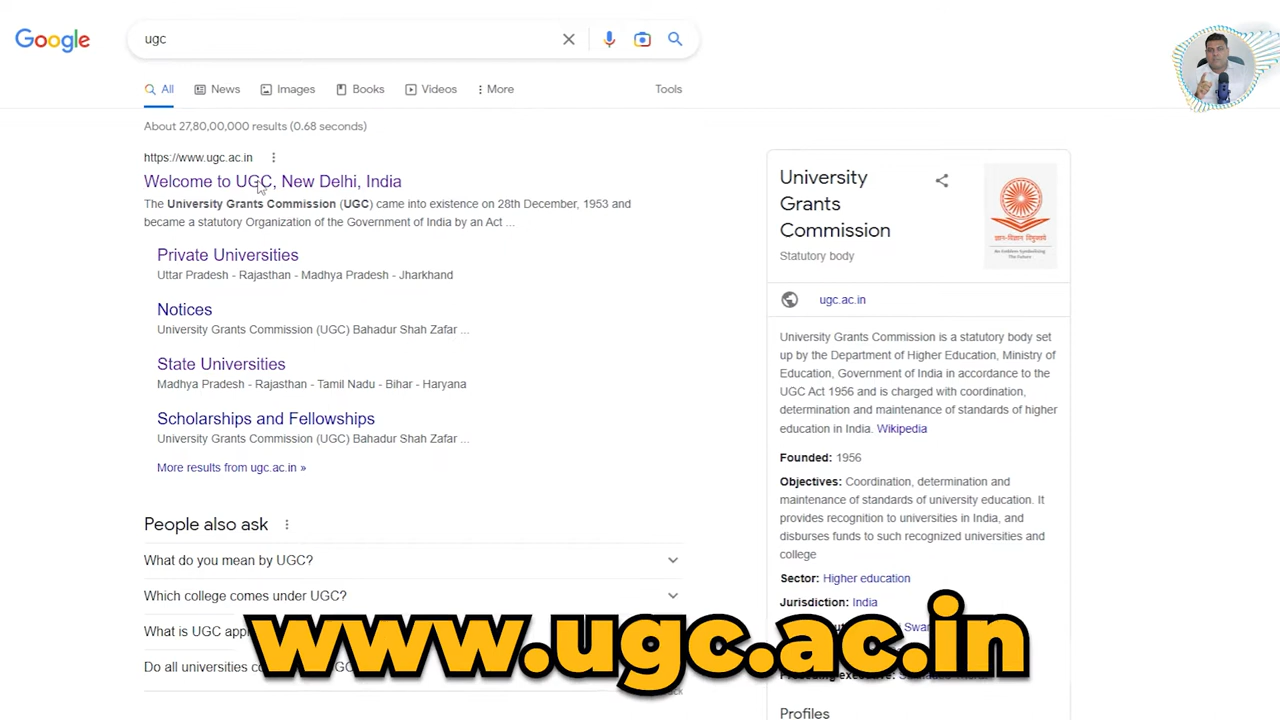 Google
ugc
All
News
Images
Books
Videos
More
Tools
About 27,80,00,000 results (0.68 seconds)
https://www.ugc.ac.in
Welcome to UGC, New Delhi, India
The University Grants Commission (UGC) came into existence on 28th December, 1953 and
became a statutory Organization of the Government of India by an Act ...
Private Universities
Uttar Pradesh - Rajasthan - Madhya Pradesh - Jharkhand
Notices
University Grants Commission (UGC) Bahadur Shah Zafar ...
State Universities
Madhya Pradesh - Rajasthan - Tamil Nadu - Bihar - Haryana
Scholarships and Fellowships
University Grants Commission (UGC) Bahadur Shah Zafar ...
More results from ugc.ac.in »
People also ask
What do you mean by UGC?
Which college comes under UGC?
What is UGC
Do all universities
University
Grants
Commission
Statutory body
ज्ञान-विज्ञान विमुक्तये
An Emblem Symbolising
The Future
ugc.ac.in
University Grants Commission is a statutory body set
up by the Department of Higher Education, Ministry of
Education, Government of India in accordance to the
UGC Act 1956 and is charged with coordination,
determination and maintenance of standards of higher
education in India. Wikipedia
Founded: 1956
Objectives: Coordination, determination and
maintenance of standards of university education. It
provides recognition to universities in India, and
disburses funds to such recognized universities and
college
Sector: Higher education
Jurisdiction: India
www.ugc.ac.in
Profiles